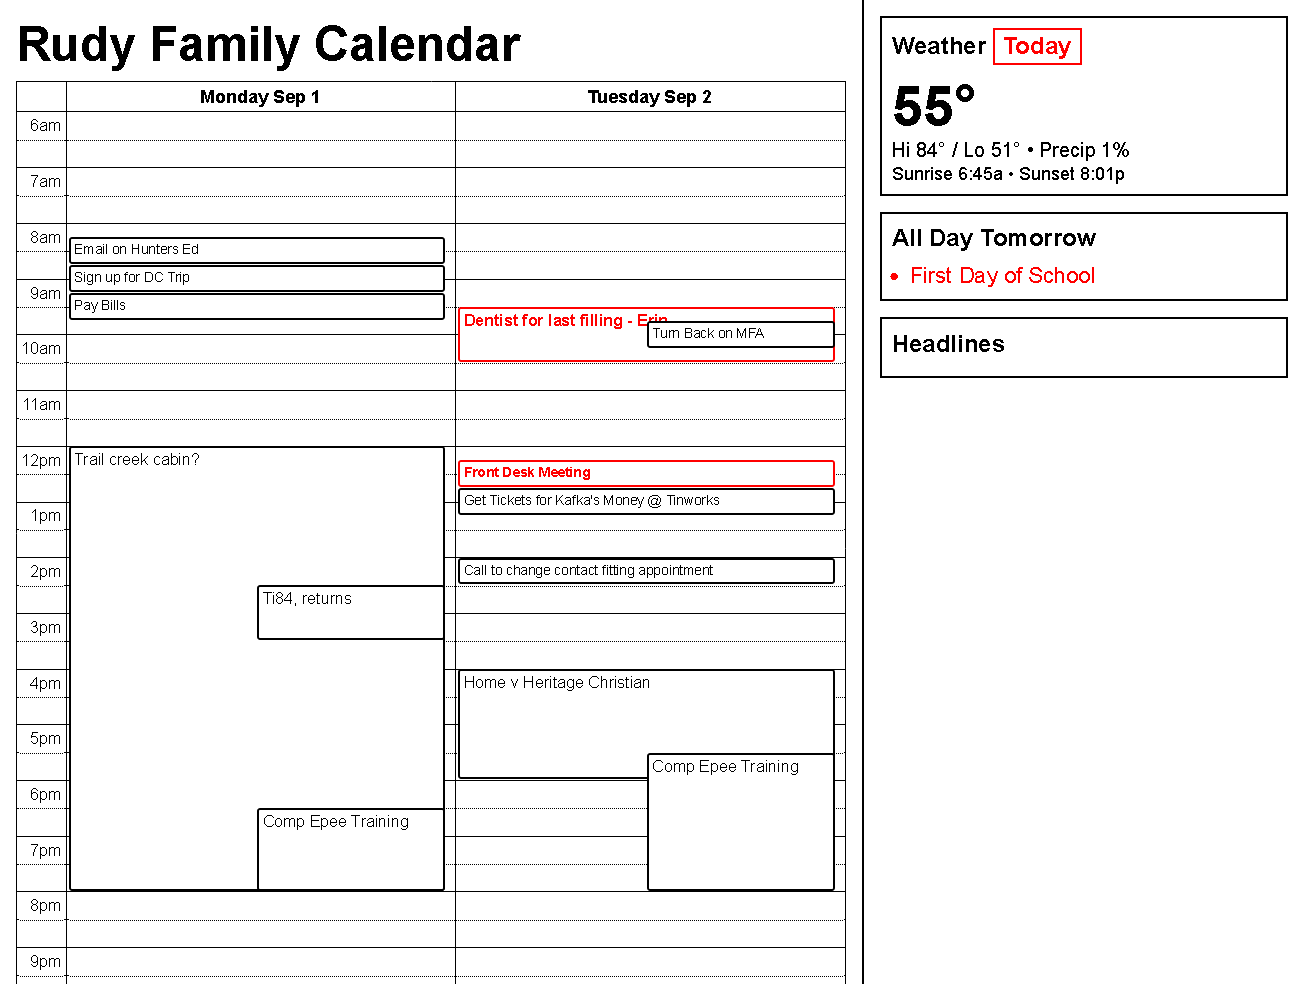 Rudy Family Calendar
Monday Sep 1
Tuesday Sep 2
6am
7am
8am
9am
10am
11am
12pm
1pm
2pm
3pm
4pm
5pm
6pm
7pm
8pm
9pm
Email on Hunters Ed
Sign up for DC Trip
Pay Bills
Trail creek cabin?
Ti84, returns
Comp Epee Training
Dentist for last filling - Erin
Turn Back on MFA
Front Desk Meeting
Get Tickets for Kafka's Money @ Tinworks
Call to change contact fitting appointment
Home v Heritage Christian
Comp Epee Training
Weather Today
55°
Hi 84° / Lo 51° • Precip 1%
Sunrise 6:45a • Sunset 8:01p
All Day Tomorrow
• First Day of School
Headlines